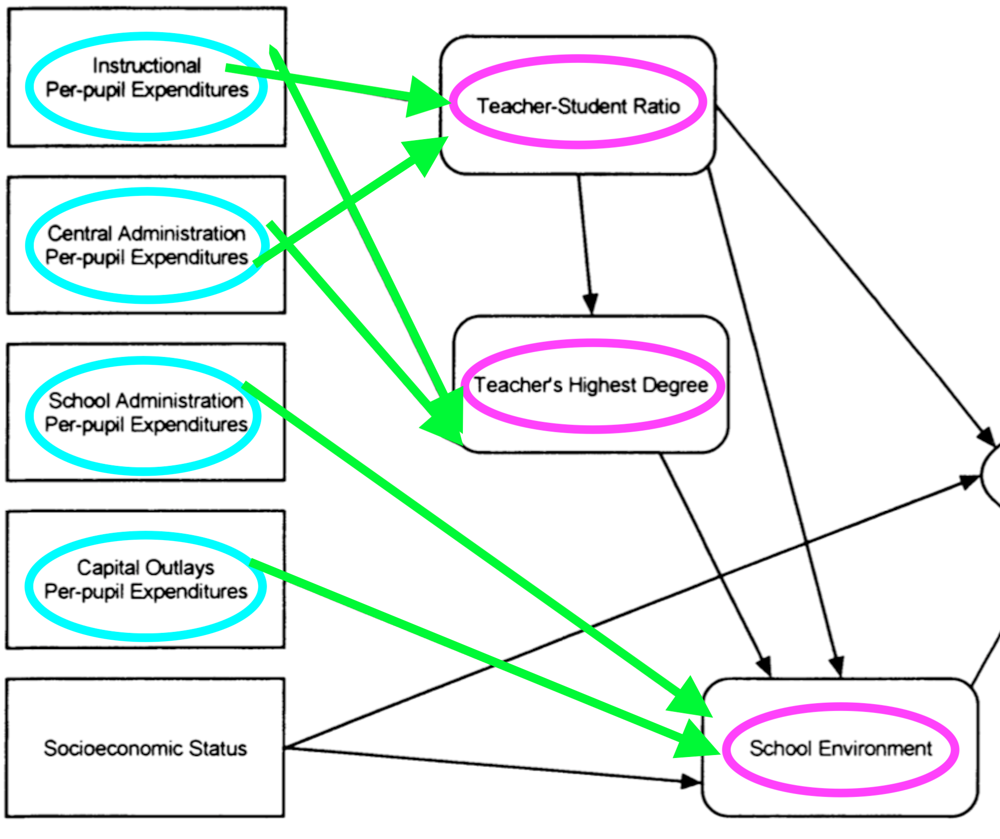 Instructional
Per-pupil Expenditures
Teacher-Student Ratio
Central Administration
Per-pupil Expenditures
Teacher's Highest Degree
School Administration
Per-pupil Expenditures
Capital Outlays
Per-pupil Expenditures
Socioeconomic Status
School Environment